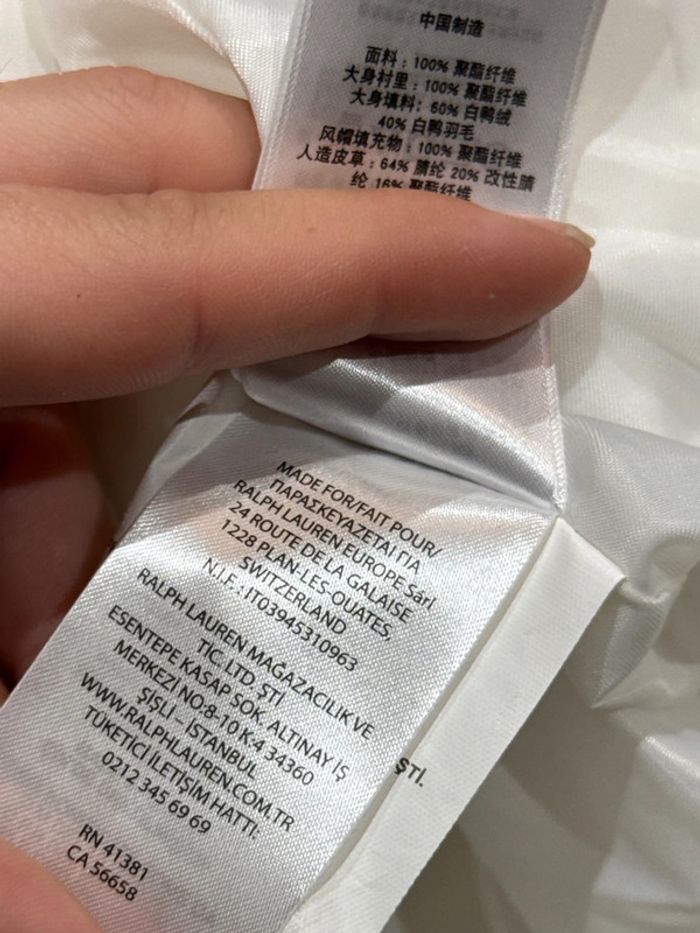 中国制造
面料：100% 聚酯纤维
大身衬里：100% 聚酯纤维
大身填料：60% 白鸭绒
40% 白鸭羽毛
风帽填充物：100% 聚酯纤维
人造皮草：64% 腈纶 20% 改性腈
纶 16% 聚酯纤维
MADE FOR/FAIT POUR/
ΠΑΡΑΣΚΕΥΑΖΕΤΑΙ ΓΙΑ
RALPH LAUREN EUROPE Sàrl
24 ROUTE DE LA GALAISE
1228 PLAN-LES-OUATES,
SWITZERLAND
N.I.F.: IT03945310963
RALPH LAUREN MAĞAZACILIK VE
TİC. LTD. ŞTİ
ESENTEPE KASAP SOK. ALTINAY İŞ
MERKEZİ NO:8-10 K:4 34360
ŞİŞLİ – İSTANBUL
WWW.RALPHLAUREN.COM.TR
TÜKETİCİ İLETİŞİM HATTI:
0212 345 69 69
RN 41381
CA 56658
ŞTİ.